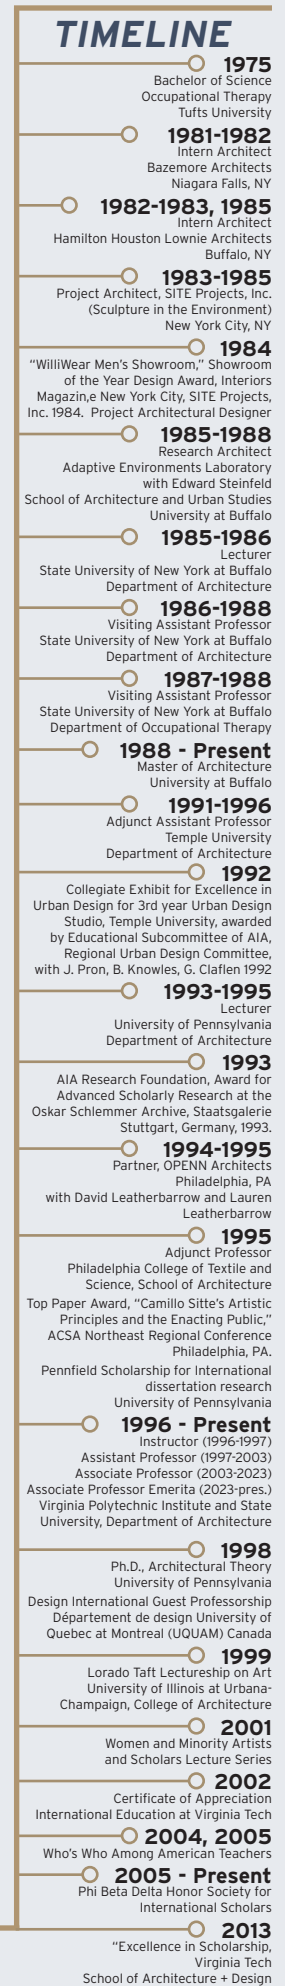 TIMELINE
1975
Bachelor of Science
Occupational Therapy
Tufts University
1981-1982
Intern Architect
Bazemore Architects
Niagara Falls, NY
1982-1983, 1985
Intern Architect
Hamilton Houston Lownie Architects
Buffalo, NY
1983-1985
Project Architect, SITE Projects, Inc.
(Sculpture in the Environment)
New York City, NY
1984
“WilliWear Men’s Showroom,” Showroom
of the Year Design Award, Interiors
Magazin,e New York City, SITE Projects,
Inc. 1984. Project Architectural Designer
1985-1988
Research Architect
Adaptive Environments Laboratory
with Edward Steinfeld
School of Architecture and Urban Studies
University at Buffalo
1985-1986
Lecturer
State University of New York at Buffalo
Department of Architecture
1986-1988
Visiting Assistant Professor
State University of New York at Buffalo
Department of Architecture
1987-1988
Visiting Assistant Professor
State University of New York at Buffalo
Department of Occupational Therapy
1988 - Present
Master of Architecture
University at Buffalo
1991-1996
Adjunct Assistant Professor
Temple University
Department of Architecture
1992
Collegiate Exhibit for Excellence in
Urban Design for 3rd year Urban Design
Studio, Temple University, awarded
by Educational Subcommittee of AIA,
Regional Urban Design Committee,
with J. Pron, B. Knowles, G. Claflen 1992
1993-1995
Lecturer
University of Pennsylvania
Department of Architecture
1993
AIA Research Foundation, Award for
Advanced Scholarly Research at the
Oskar Schlemmer Archive, Staatsgalerie
Stuttgart, Germany, 1993.
1994-1995
Partner, OPENN Architects
Philadelphia, PA
with David Leatherbarrow and Lauren
Leatherbarrow
1995
Adjunct Professor
Philadelphia College of Textile and
Science, School of Architecture
Top Paper Award, “Camillo Sitte’s Artistic
Principles and the Enacting Public,”
ACSA Northeast Regional Conference
Philadelphia, PA.
Pennfield Scholarship for International
dissertation research
University of Pennsylvania
1996 - Present
Instructor (1996-1997)
Assistant Professor (1997-2003)
Associate Professor (2003-2023)
Associate Professor Emerita (2023-pres.)
Virginia Polytechnic Institute and State
University, Department of Architecture
1998
Ph.D., Architectural Theory
University of Pennsylvania
Design International Guest Professorship
Département de design University of
Quebec at Montreal (UQUAM) Canada
1999
Lorado Taft Lectureship on Art
University of Illinois at Urbana-
Champaign, College of Architecture
2001
Women and Minority Artists
and Scholars Lecture Series
2002
Certificate of Appreciation
International Education at Virginia Tech
2004, 2005
Who’s Who Among American Teachers
2005 - Present
Phi Beta Delta Honor Society for
International Scholars
2013
“Excellence in Scholarship,
Virginia Tech
School of Architecture + Design